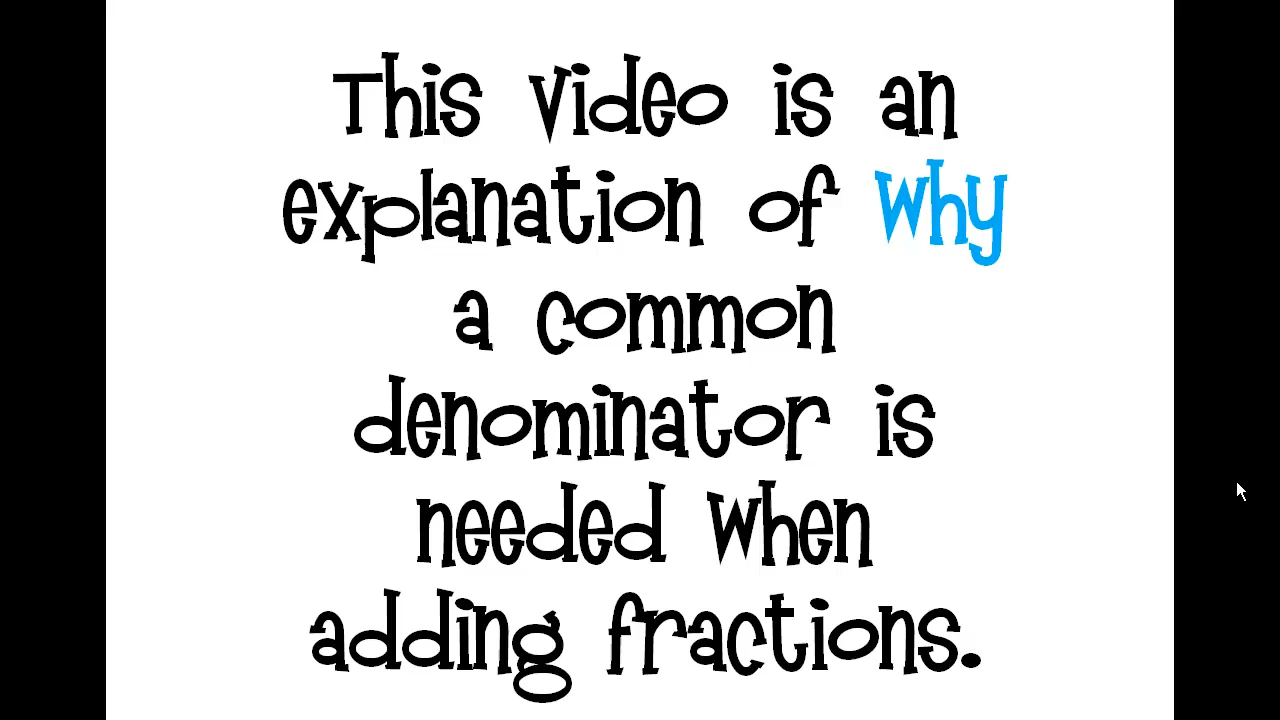 This video is an
explanation of why
a common
denominator is
needed when
adding fractions.